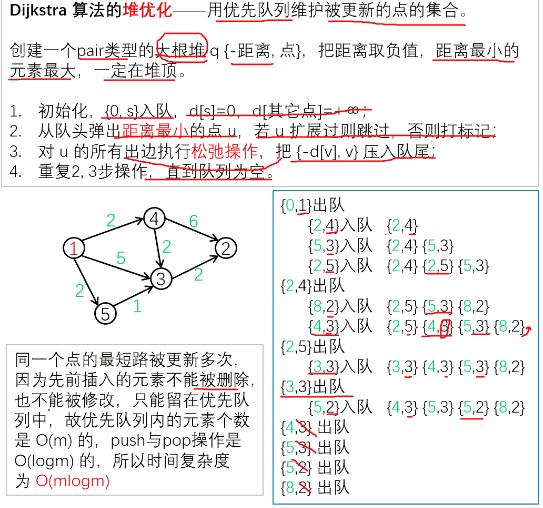 Dijkstra 算法的堆优化——用优先队列维护被更新的点的集合。
创建一个pair类型的大根堆 q {-距离, 点}，把距离取负值，距离最小的
元素最大，一定在堆顶。
1. 初始化，{0, s}入队，d[s]=0，d[其它点]=+∞；
2. 从队头弹出距离最小的点 u，若 u 扩展过则跳过，否则打标记；
3. 对 u 的所有出边执行松弛操作，把 {-d[v], v} 压入队尾；
4. 重复2, 3步操作，直到队列为空。
2
4
6
1
5
2
2
3
2
2
5
1
同一个点的最短路被更新多次，
因为先前插入的元素不能被删除，
也不能被修改，只能留在优先队
列中，故优先队列内的元素个数
是 O(m) 的，push与pop操作是
O(logm) 的，所以时间复杂度
为 O(mlogm)
{0,1}出队
{2,4}入队 {2,4}
{5,3}入队 {2,4} {5,3}
{2,5}入队 {2,4} {2,5} {5,3}
{2,4}出队
{8,2}入队 {2,5} {5,3} {8,2}
{4,3}入队 {2,5} {4,3} {5,3} {8,2}
{2,5}出队
{3,3}入队 {3,3} {4,3} {5,3} {8,2}
{3,3}出队
{5,2}入队 {4,3} {5,3} {5,2} {8,2}
{4,3}出队
{5,3}出队
{5,2}出队
{8,2}出队